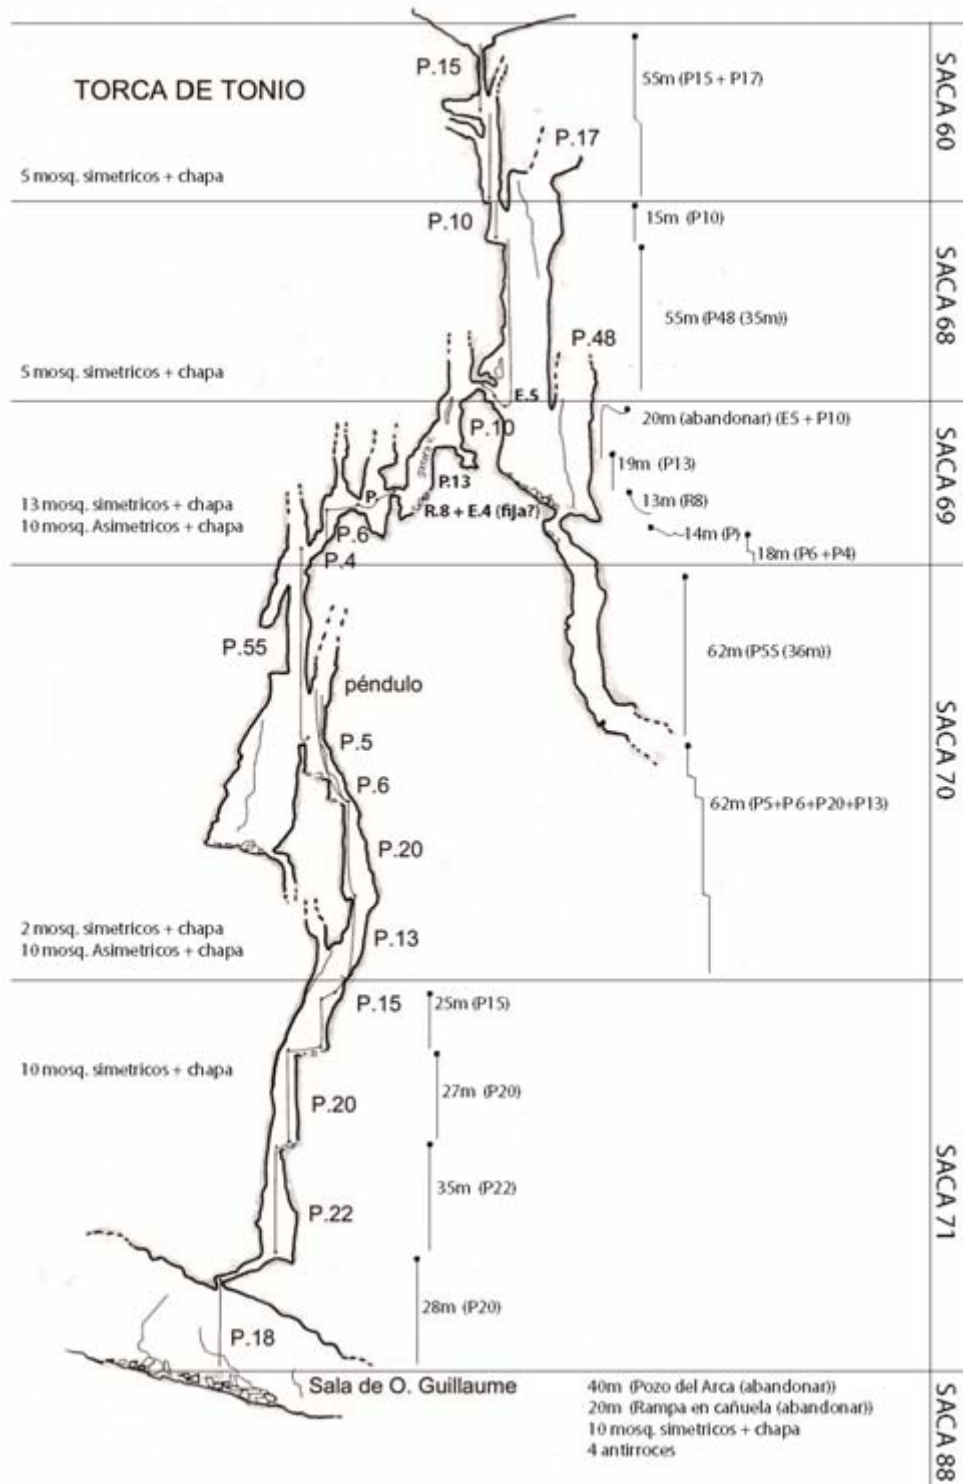 TORCA DE TONIO
P.15
55m (P15 + P17)
SACA 60
P.17
5 mosq. simetricos + chapa
P.10
15m (P10)
SACA 68
55m (P48 (35m))
P.48
5 mosq. simetricos + chapa
E.5
20m (abandonar) (E5 + P10)
P.10
SACA 69
19m (P13)
P.13
13m (R8)
P.
13 mosq. simetricos + chapa
10 mosq. Asimetricos + chapa
R.8 + E.4 (fija?)
14m (P)
P.6
18m (P6 +P4)
P.4
P.55
62m (P55 (36m))
péndulo
SACA 70
P.5
P.6
62m (P5+P6+P20+P13)
P.20
2 mosq. simetricos + chapa
10 mosq. Asimetricos + chapa
P.13
P.15
25m (P15)
10 mosq. simetricos + chapa
27m (P20)
P.20
SACA 71
35m (P22)
P.22
28m (P20)
P.18
Sala de O. Guillaume
40m (Pozo del Arca (abandonar))
20m (Rampa en cañuela (abandonar))
10 mosq. simetricos + chapa
4 antirroces
SACA 88